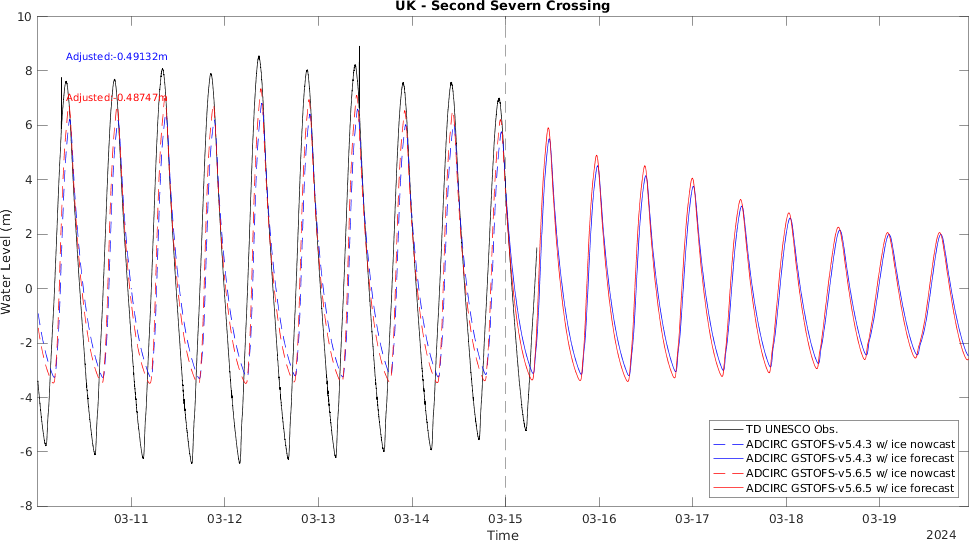 UK - Second Severn Crossing
10
8
6
4
2
0
-2
-4
-6
-8
Water Level (m)
Adjusted:-0.49132m
Adjusted:-0.48747m
TD UNESCO Obs.
ADCIRC GSTOFS-v5.4.3 w/ ice nowcast
ADCIRC GSTOFS-v5.4.3 w/ ice forecast
ADCIRC GSTOFS-v5.6.5 w/ ice nowcast
ADCIRC GSTOFS-v5.6.5 w/ ice forecast
03-11 03-12 03-13 03-14 03-15 03-16 03-17 03-18 03-19
Time
2024